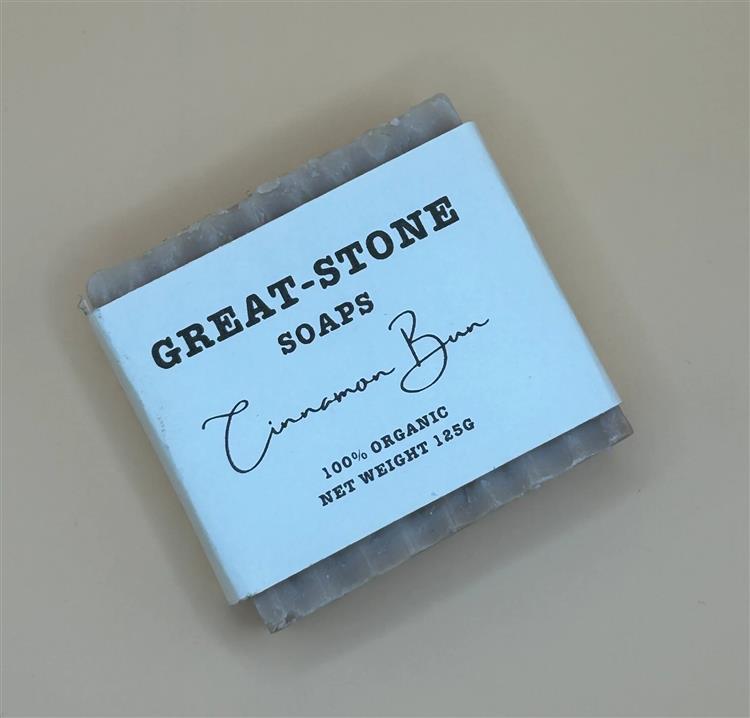 GREAT-STONE
SOAPS
Cinnamon Bun
100% ORGANIC
NET WEIGHT 125G